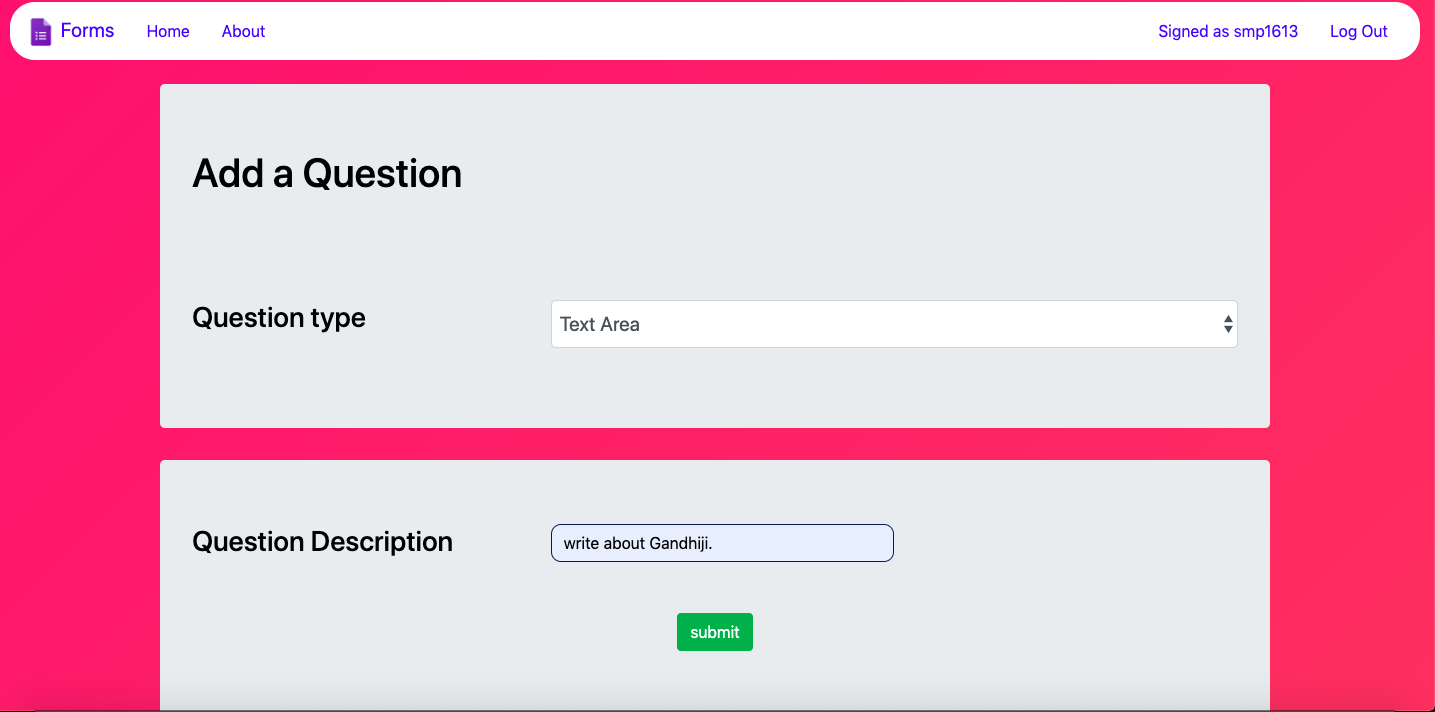 Forms Home About Signed as smp1613 Log Out
Add a Question
Question type Text Area
Question Description write about Gandhiji.
submit